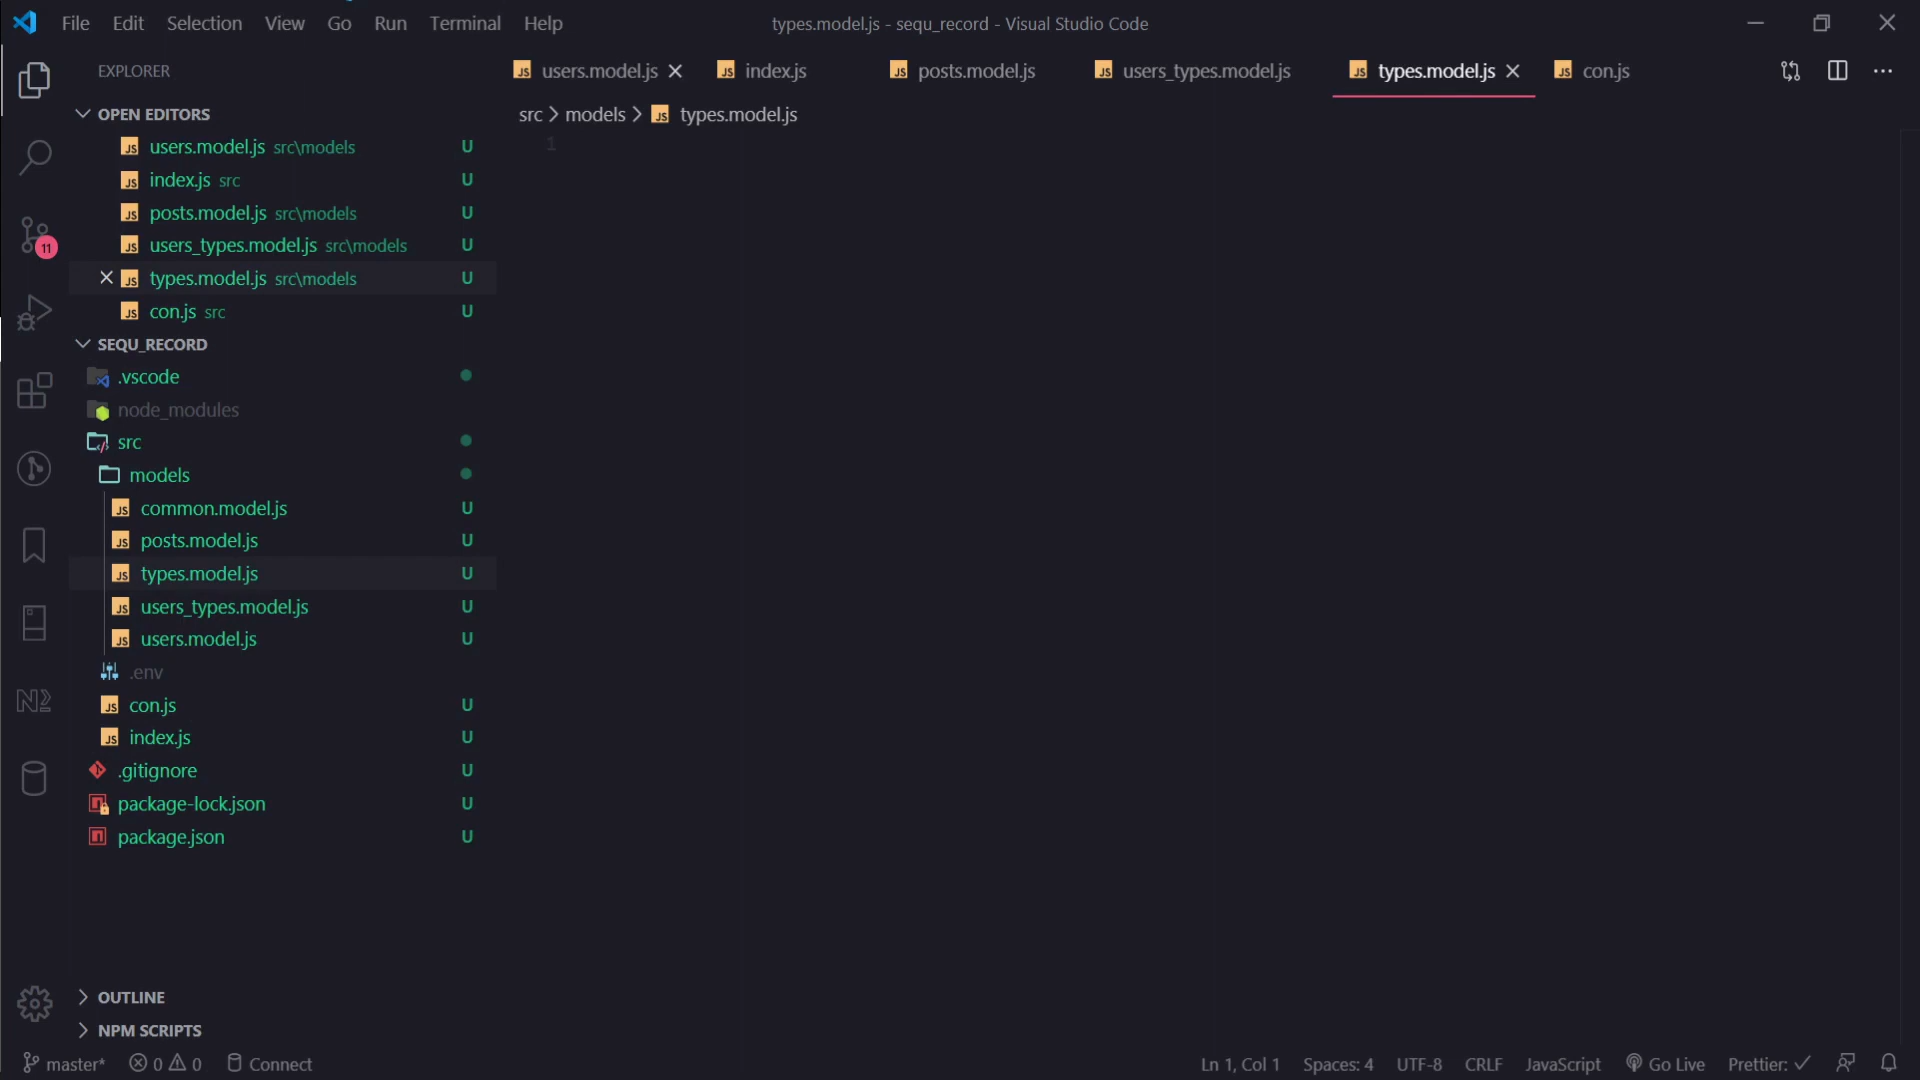 File Edit Selection View Go Run Terminal Help
types.model.js - sequ_record - Visual Studio Code
EXPLORER
users.model.js
index.js
posts.model.js
users_types.model.js
types.model.js
con.js
src > models > types.model.js
1
OPEN EDITORS
users.model.js src\models U
index.js src U
posts.model.js src\models U
users_types.model.js src\models U
types.model.js src\models U
con.js src U
11
SEQU_RECORD
.vscode
node_modules
src
models
common.model.js U
posts.model.js U
types.model.js U
users_types.model.js U
users.model.js U
.env
con.js U
index.js U
.gitignore U
package-lock.json U
package.json U
OUTLINE
NPM SCRIPTS
master* 0 0 Connect
Ln 1, Col 1 Spaces: 4 UTF-8 CRLF JavaScript Go Live Prettier: ✓